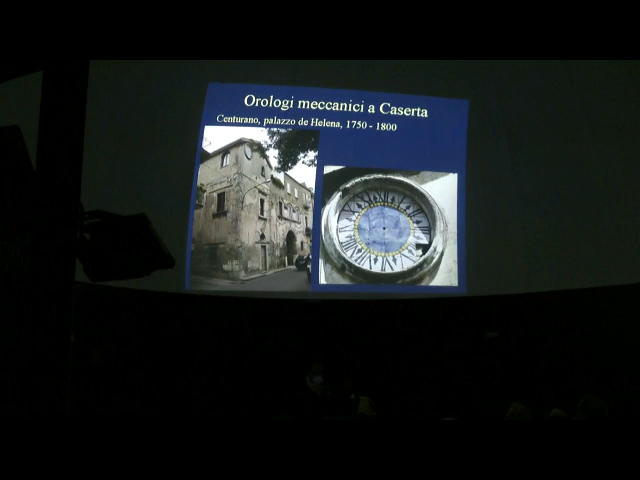 Orologi meccanici a Caserta
Centurano, palazzo de Helena, 1750 - 1800